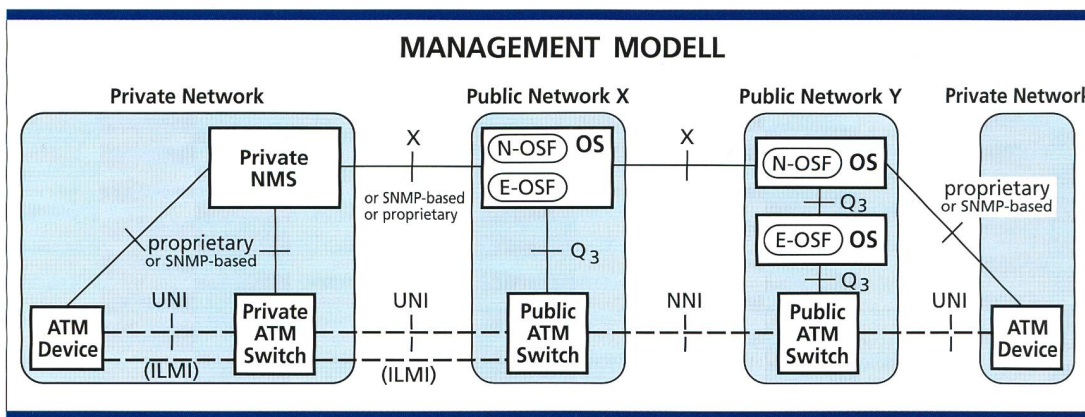 MANAGEMENT MODELL
Private Network
Public Network X
Public Network Y
Private Network
Private
NMS
X
or SNMP-based
or proprietary
N-OSF OS
E-OSF
X
N-OSF OS
Q3
E-OSF OS
Q3
proprietary
or SNMP-based
proprietary
or SNMP-based
Q3
ATM
Device
UNI
(ILMI)
Private
ATM
Switch
UNI
(ILMI)
Public
ATM
Switch
NNI
Public
ATM
Switch
UNI
ATM
Device